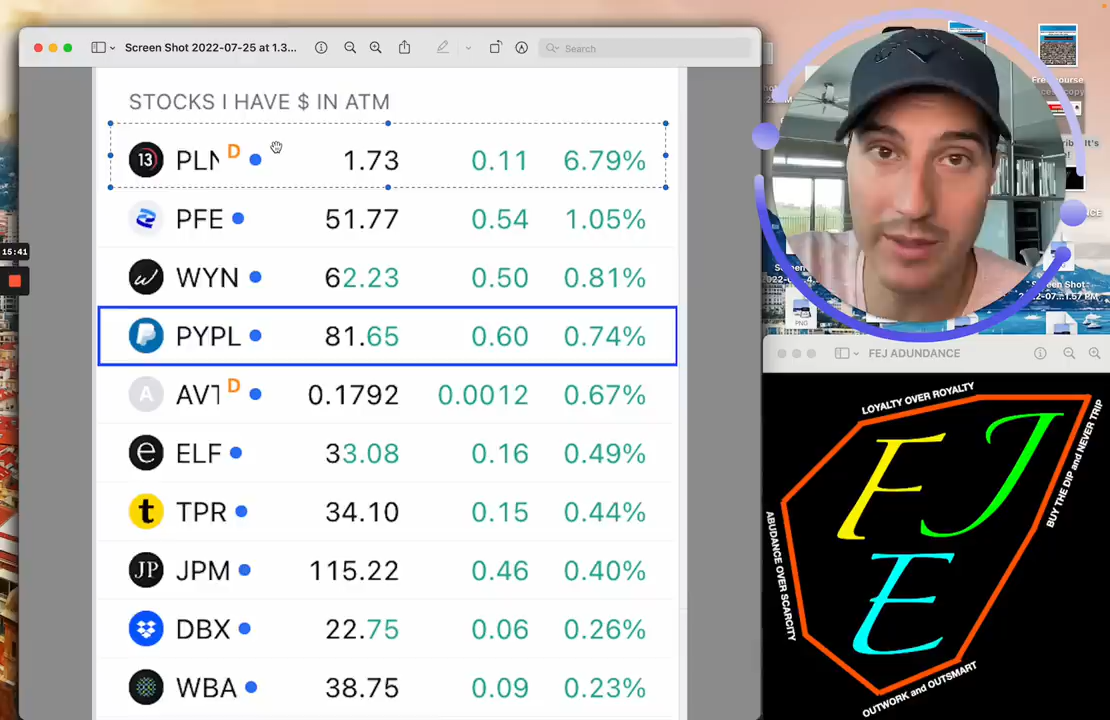 Screen Shot 2022-07-25 at 1.3...
Search
STOCKS I HAVE $ IN ATM
13 PLN D 1.73 0.11 6.79%
PFE 51.77 0.54 1.05%
w WYN 62.23 0.50 0.81%
PYPL 81.65 0.60 0.74%
A AVT D 0.1792 0.0012 0.67%
e ELF 33.08 0.16 0.49%
t TPR 34.10 0.15 0.44%
JP JPM 115.22 0.46 0.40%
DBX 22.75 0.06 0.26%
WBA 38.75 0.09 0.23%
15:41
copy
Screen Shot
PNG
FEJ ADUNDANCE
LOYALTY OVER ROYALTY
BUY THE DIP and NEVER TRIP
ABUDANCE OVER SCARCITY
OUTWORK and OUTSMART
F J
E